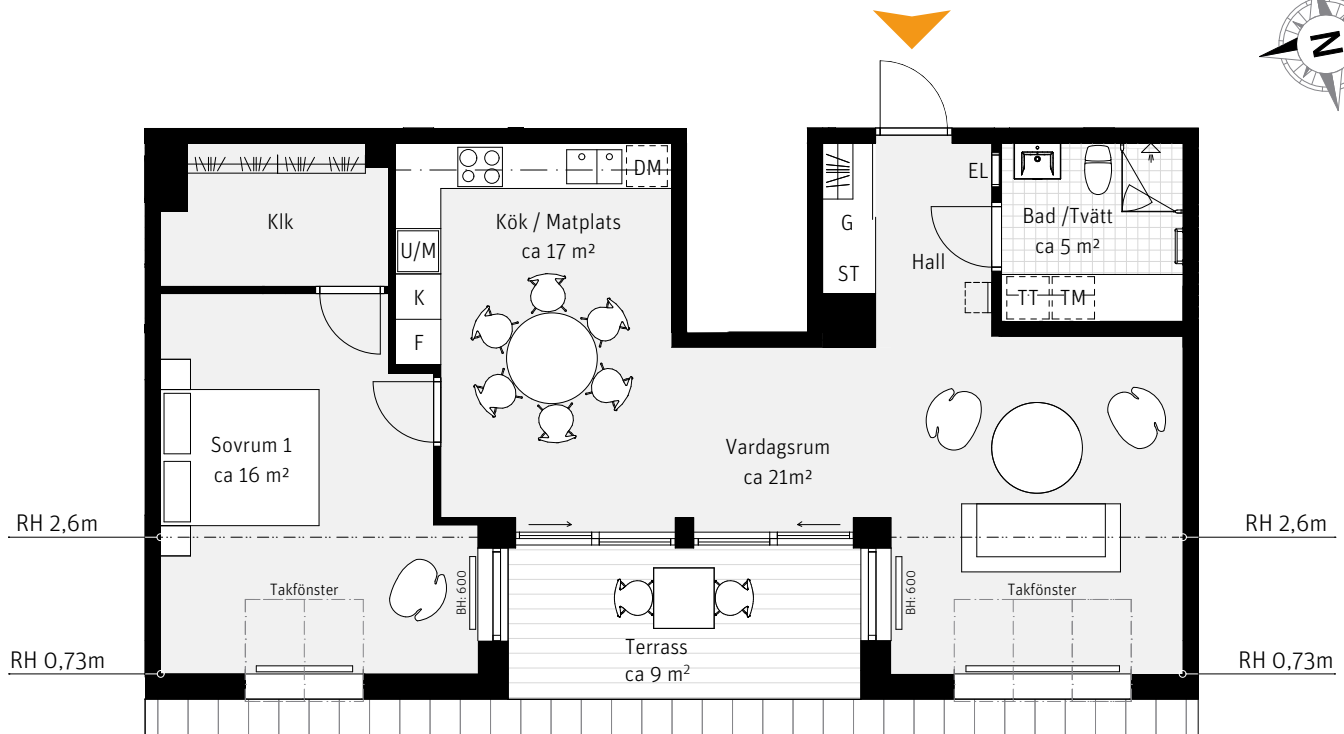 N
DM
EL
Klk
Kök / Matplats
ca 17 m²
G
Bad /Tvätt
ca 5 m²
U/M
Hall
ST
K
TT
TM
F
Sovrum 1
ca 16 m²
Vardagsrum
ca 21m²
RH 2,6m
RH 2,6m
Takfönster
BH: 600
BH: 600
Takfönster
Terrass
ca 9 m²
RH 0,73m
RH 0,73m